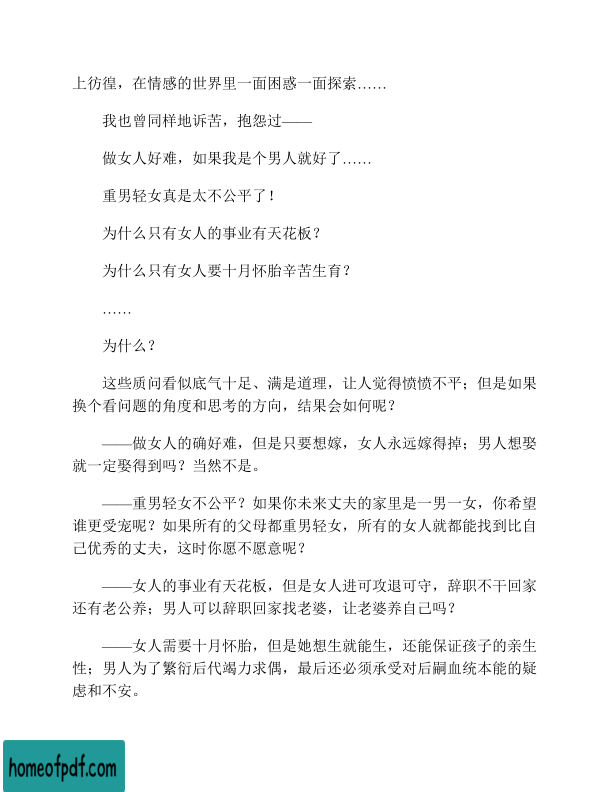 上彷徨，在情感的世界里一面困惑一面探索……
我也曾同样地诉苦，抱怨过——
做女人好难，如果我是个男人就好了……
重男轻女真是太不公平了！
为什么只有女人的事业有天花板？
为什么只有女人要十月怀胎辛苦生育？
……
为什么？
这些质问看似底气十足、满是道理，让人觉得愤愤不平；但是如果
换个看问题的角度和思考的方向，结果会如何呢？
——做女人的确好难，但是只要想嫁，女人永远嫁得掉；男人想娶
就一定娶得到吗？当然不是。
——重男轻女不公平？如果你未来丈夫的家里是一男一女，你希望
谁更受宠呢？如果所有的父母都重男轻女，所有的女人就都能找到比自
己优秀的丈夫，这时你愿不愿意呢？
——女人的事业有天花板，但是女人进可攻退可守，辞职不干回家
还有老公养；男人可以辞职回家找老婆，让老婆养自己吗？
——女人需要十月怀胎，但是她想生就能生，还能保证孩子的亲生
性；男人为了繁衍后代竭力求偶，最后还必须承受对后嗣血统本能的疑
虑和不安。
homeofpdf.com